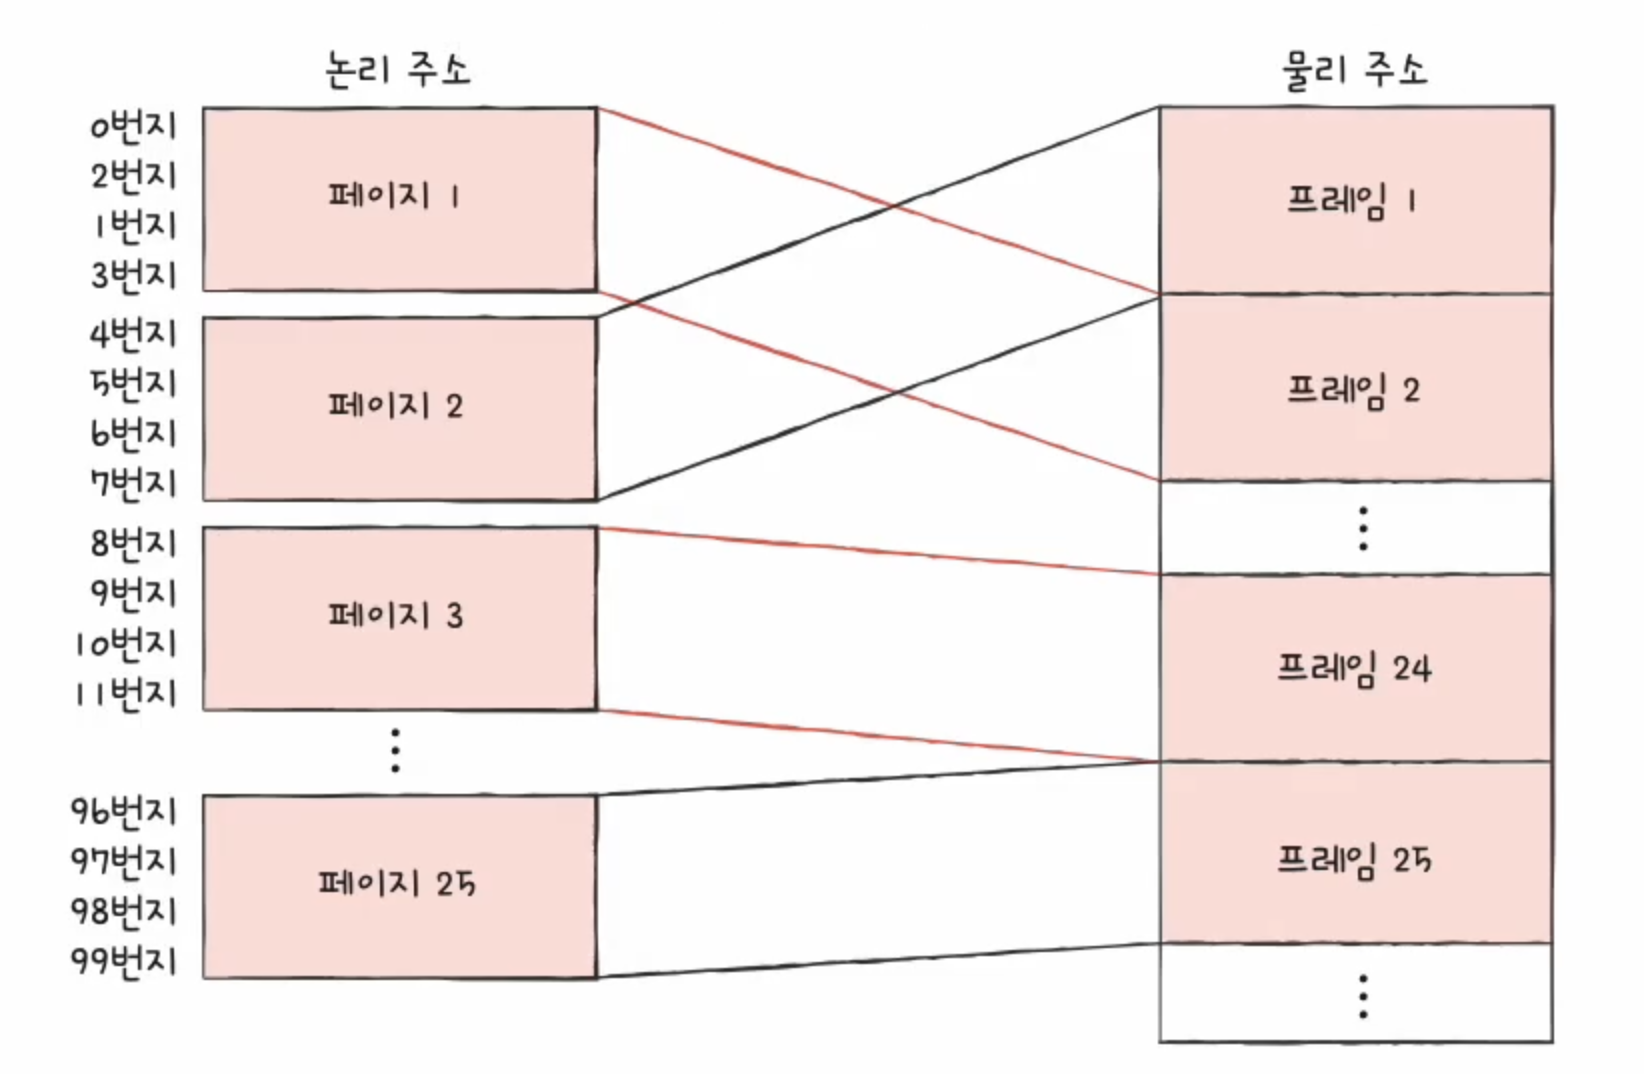 논리 주소
0번지
2번지
1번지
3번지
페이지 1
4번지
5번지
6번지
7번지
페이지 2
8번지
9번지
10번지
11번지
페이지 3
⋮
96번지
97번지
98번지
99번지
페이지 25
물리 주소
프레임 1
프레임 2
⋮
프레임 24
프레임 25
⋮